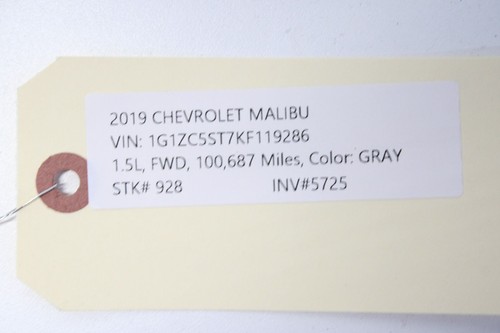 2019 CHEVROLET MALIBU
VIN: 1G1ZC5ST7KF119286
1.5L, FWD, 100,687 Miles, Color: GRAY
STK# 928 INV#5725